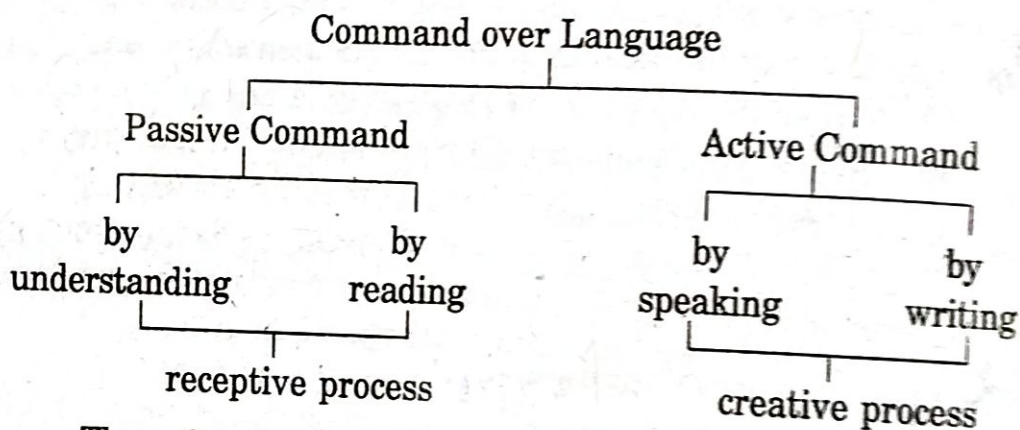 Command over Language
Passive Command
Active Command
by
understanding
by
reading
by
speaking
by
writing
receptive process
creative process